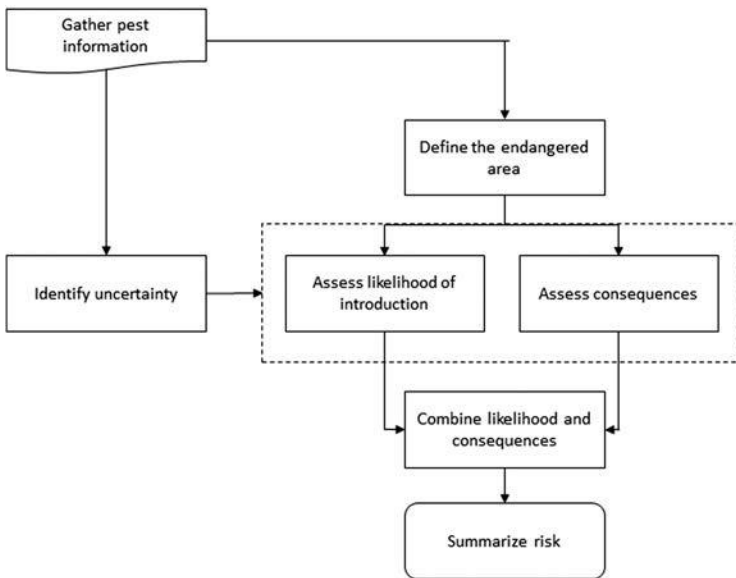 Gather pest
information
Define the endangered
area
Identify uncertainty
Assess likelihood of
introduction
Assess consequences
Combine likelihood and
consequences
Summarize risk